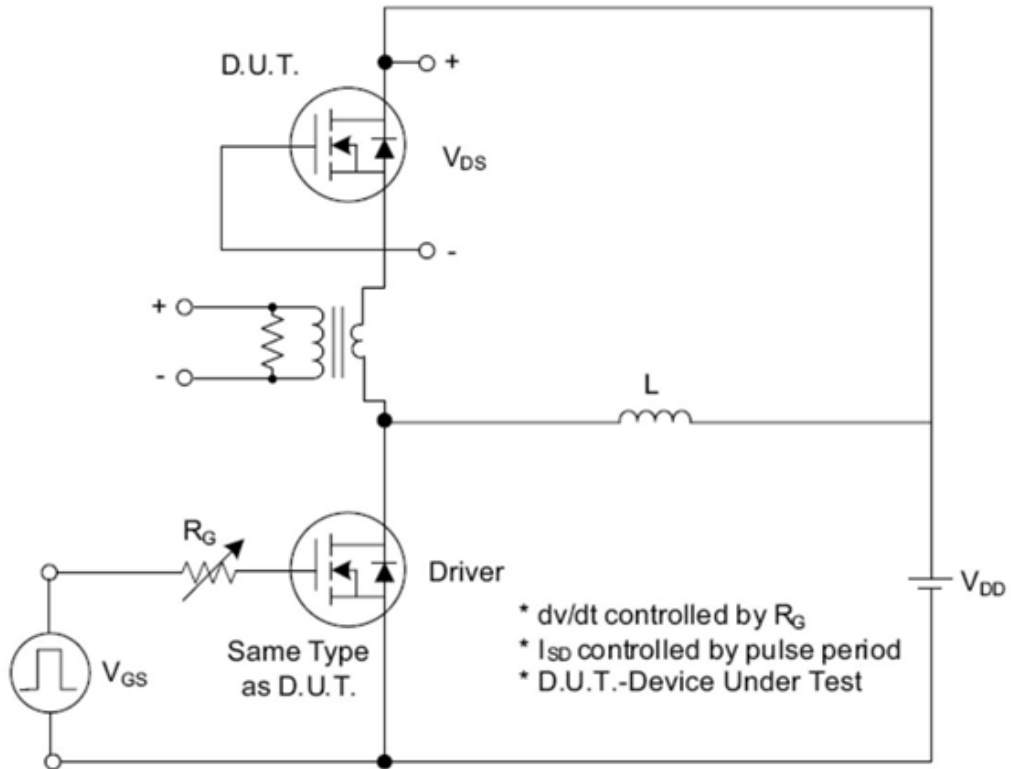 D.U.T.
+
VDS
-
+
-
L
RG
Driver
VDD
VGS
Same Type
as D.U.T.
* dv/dt controlled by RG
* ISD controlled by pulse period
* D.U.T.-Device Under Test